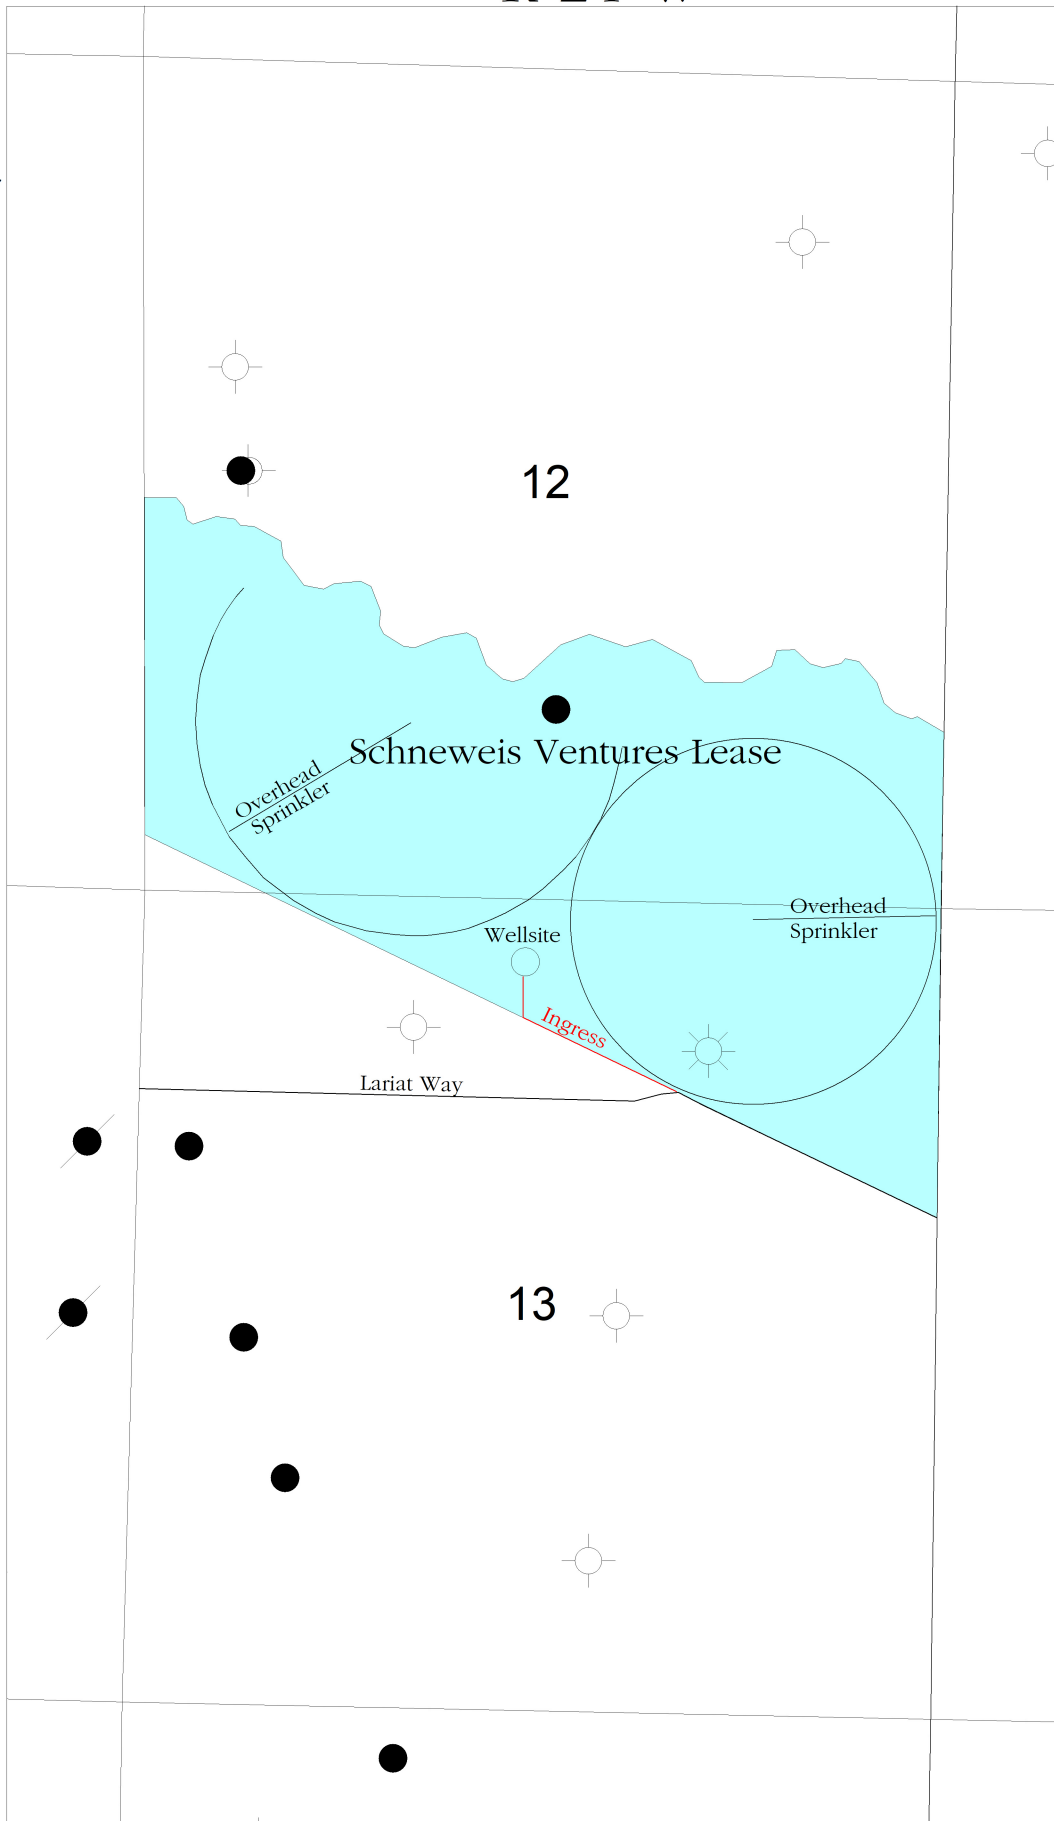 12
Schneweis Ventures Lease
Overhead
Sprinkler
Overhead
Sprinkler
Wellsite
Ingress
Lariat Way
13